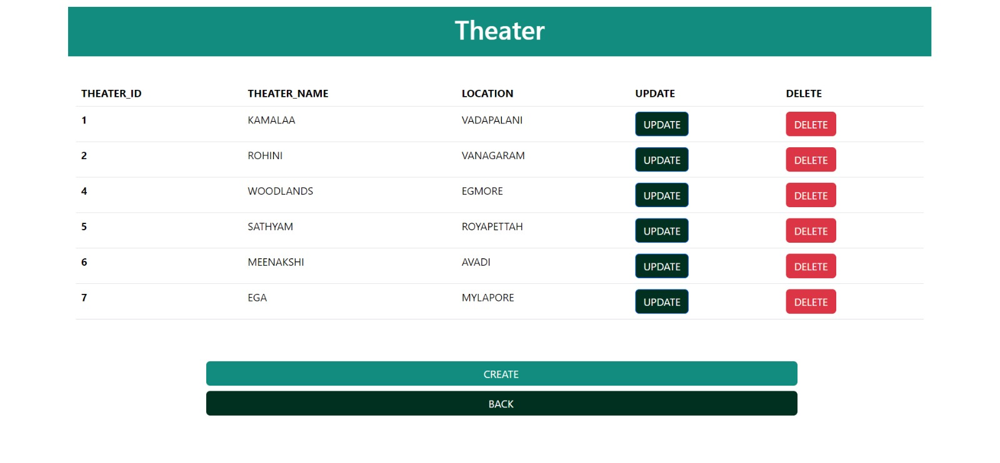 Theater
THEATER_ID THEATER_NAME LOCATION UPDATE DELETE
1 KAMALAA VADAPALANI UPDATE DELETE
2 ROHINI VANAGARAM UPDATE DELETE
4 WOODLANDS EGMORE UPDATE DELETE
5 SATHYAM ROYAPETTAH UPDATE DELETE
6 MEENAKSHI AVADI UPDATE DELETE
7 EGA MYLAPORE UPDATE DELETE
CREATE
BACK